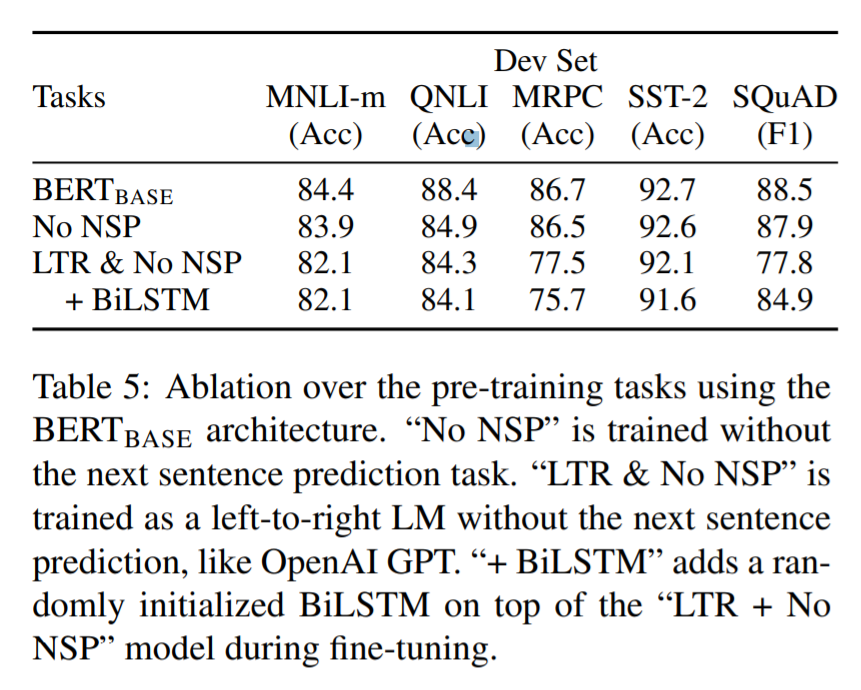 Dev Set
Tasks MNLI-m QNLI MRPC SST-2 SQuAD
(Acc) (Acc) (Acc) (Acc) (F1)
BERTBASE 84.4 88.4 86.7 92.7 88.5
No NSP 83.9 84.9 86.5 92.6 87.9
LTR & No NSP 82.1 84.3 77.5 92.1 77.8
+ BiLSTM 82.1 84.1 75.7 91.6 84.9
Table 5: Ablation over the pre-training tasks using the
BERTBASE architecture. “No NSP” is trained without
the next sentence prediction task. “LTR & No NSP” is
trained as a left-to-right LM without the next sentence
prediction, like OpenAI GPT. “+ BiLSTM” adds a ran-
domly initialized BiLSTM on top of the “LTR + No
NSP” model during fine-tuning.